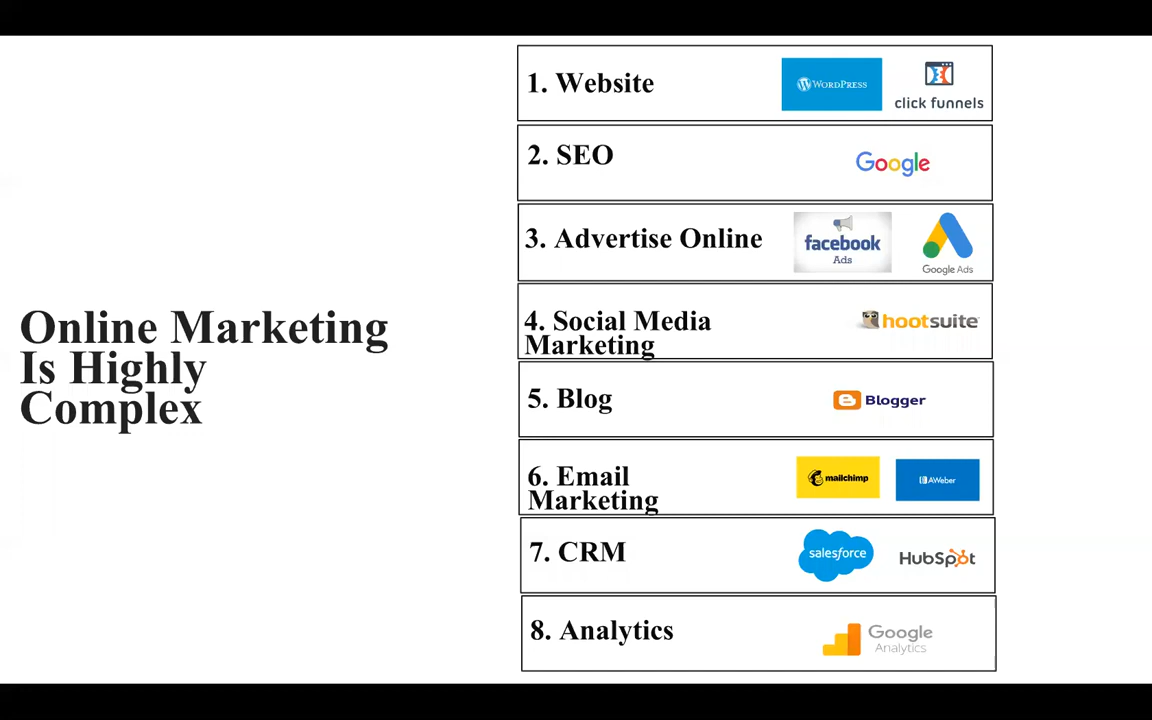 Online Marketing
Is Highly
Complex
1. Website
WORDPRESS
click funnels
2. SEO
Google
3. Advertise Online
facebook
Ads
Google Ads
4. Social Media
Marketing
hootsuite
5. Blog
Blogger
6. Email
Marketing
mailchimp
AWeber
7. CRM
salesforce
HubSpot
8. Analytics
Google
Analytics